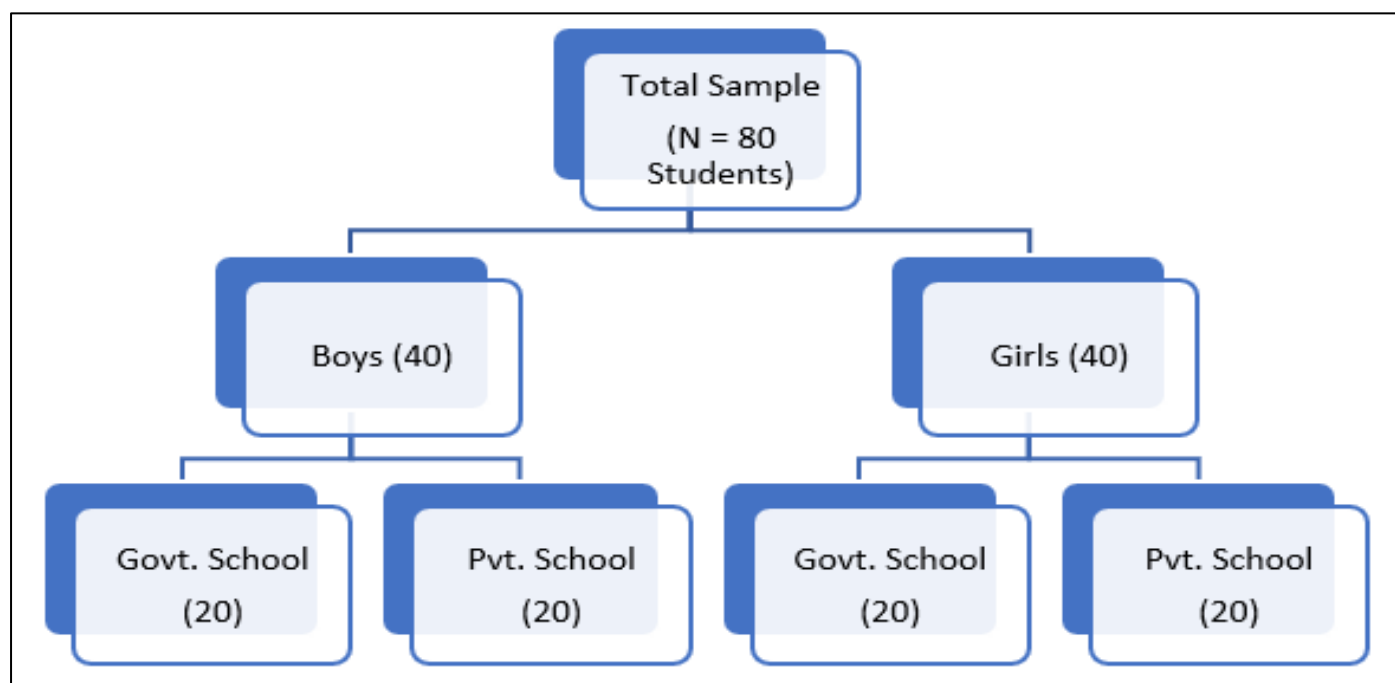 Total Sample
(N = 80
Students)
Boys (40)
Girls (40)
Govt. School
(20)
Pvt. School
(20)
Govt. School
(20)
Pvt. School
(20)